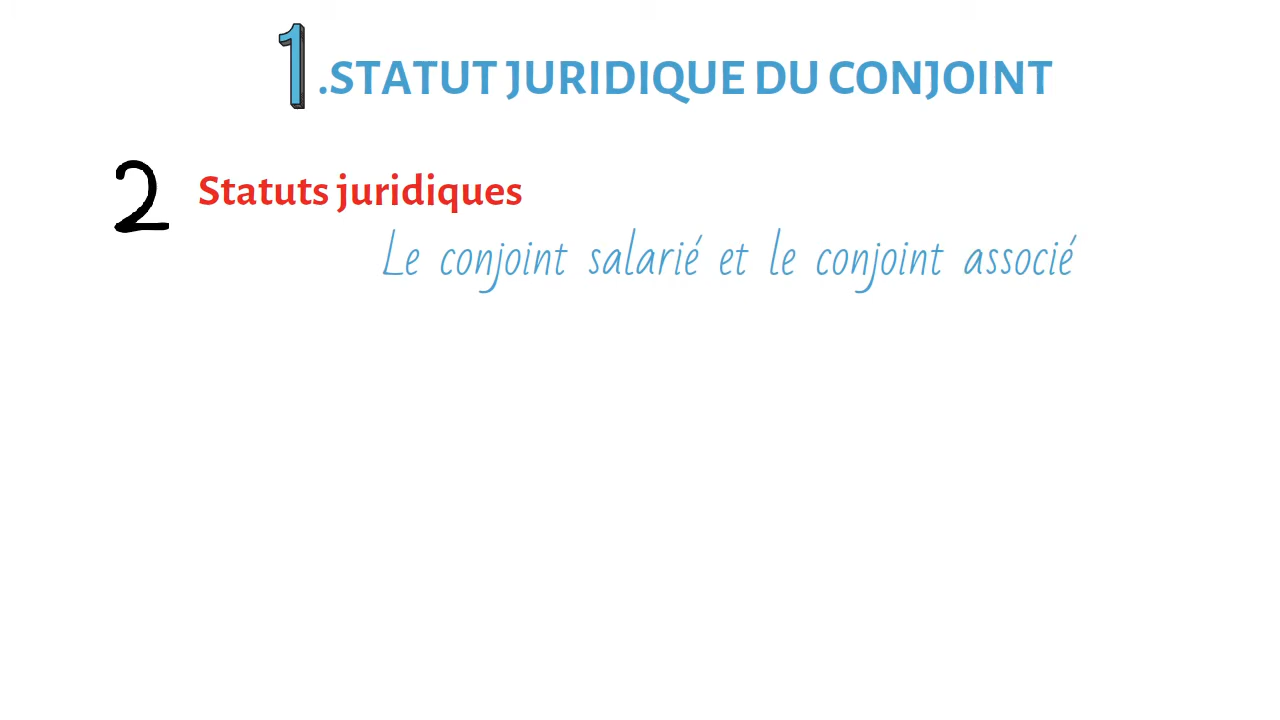 1.STATUT JURIDIQUE DU CONJOINT
2 Statuts juridiques
Le conjoint salarié et le conjoint associé